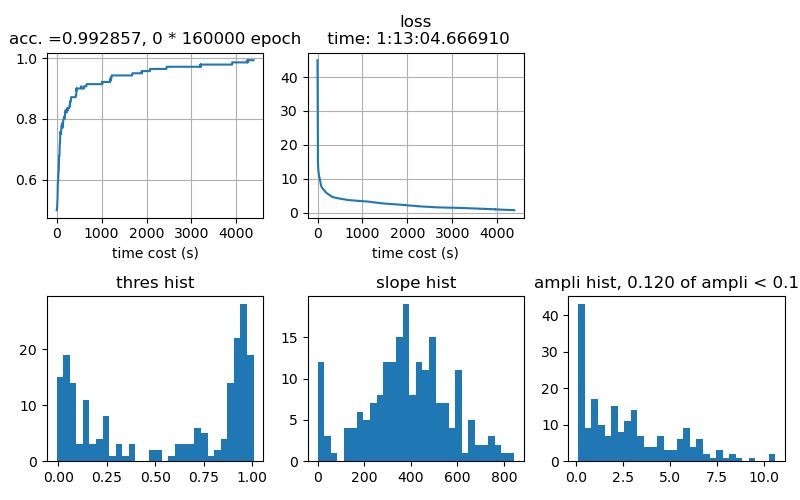 acc. =0.992857, 0 * 160000 epoch
1.0
0.8
0.6
0 1000 2000 3000 4000
time cost (s)
loss
time: 1:13:04.666910
40
30
20
10
0
0 1000 2000 3000 4000
time cost (s)
thres hist
20
10
0
0.00 0.25 0.50 0.75 1.00
slope hist
15
10
5
0
0 200 400 600 800
ampli hist, 0.120 of ampli < 0.1
40
30
20
10
0
0.0 2.5 5.0 7.5 10.0